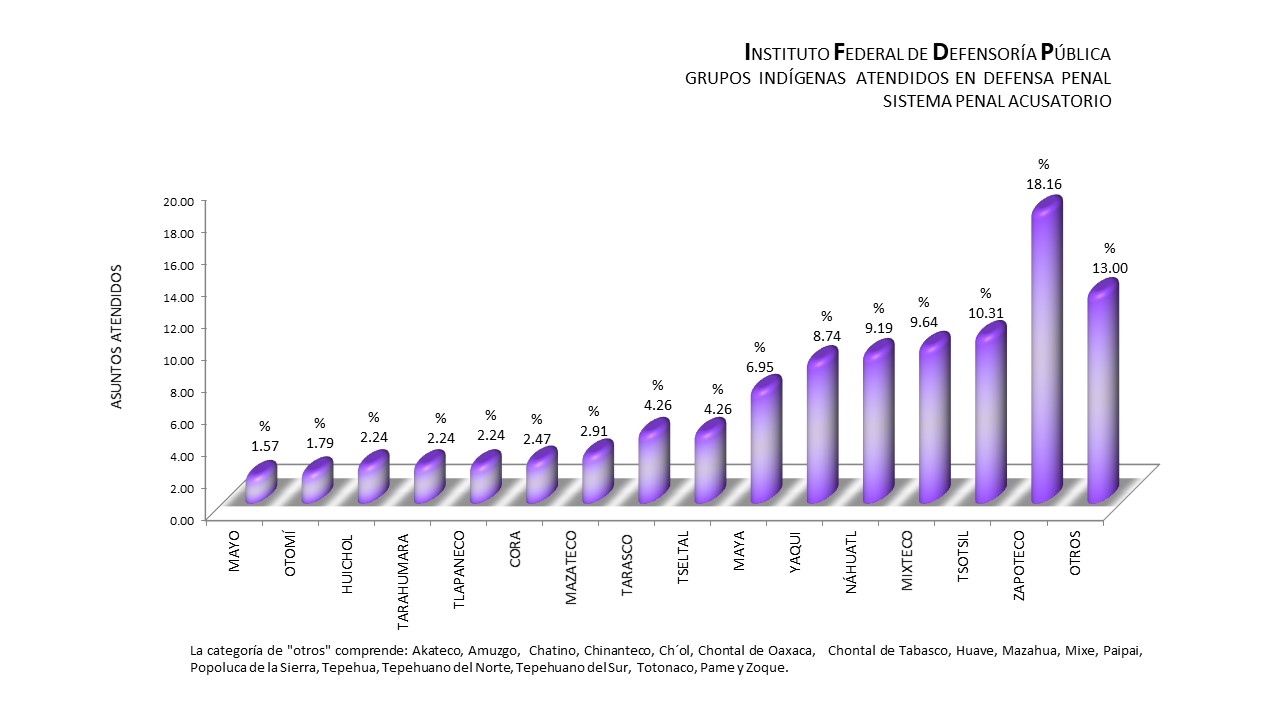 INSTITUTO FEDERAL DE DEFENSORÍA PÚBLICA
GRUPOS INDÍGENAS ATENDIDOS EN DEFENSA PENAL
SISTEMA PENAL ACUSATORIO
ASUNTOS ATENDIDOS
20.00
18.00
16.00
14.00
12.00
10.00
8.00
6.00
4.00
2.00
0.00
%
1.57
%
1.79
%
2.24
%
2.24
%
2.24
%
2.47
%
2.91
%
4.26
%
4.26
%
6.95
%
8.74
%
9.19
%
9.64
%
10.31
%
18.16
%
13.00
MAYO
OTOMÍ
HUICHOL
TARAHUMARA
TLAPANECO
CORA
MAZATECO
TARASCO
TSELTAL
MAYA
YAQUI
NÁHUATL
MIXTECO
TSOTSIL
ZAPOTECO
OTROS
La categoría de "otros" comprende: Akateco, Amuzgo, Chatino, Chinanteco, Ch´ol, Chontal de Oaxaca, Chontal de Tabasco, Huave, Mazahua, Mixe, Paipai,
Popoluca de la Sierra, Tepehua, Tepehuano del Norte, Tepehuano del Sur, Totonaco, Pame y Zoque.